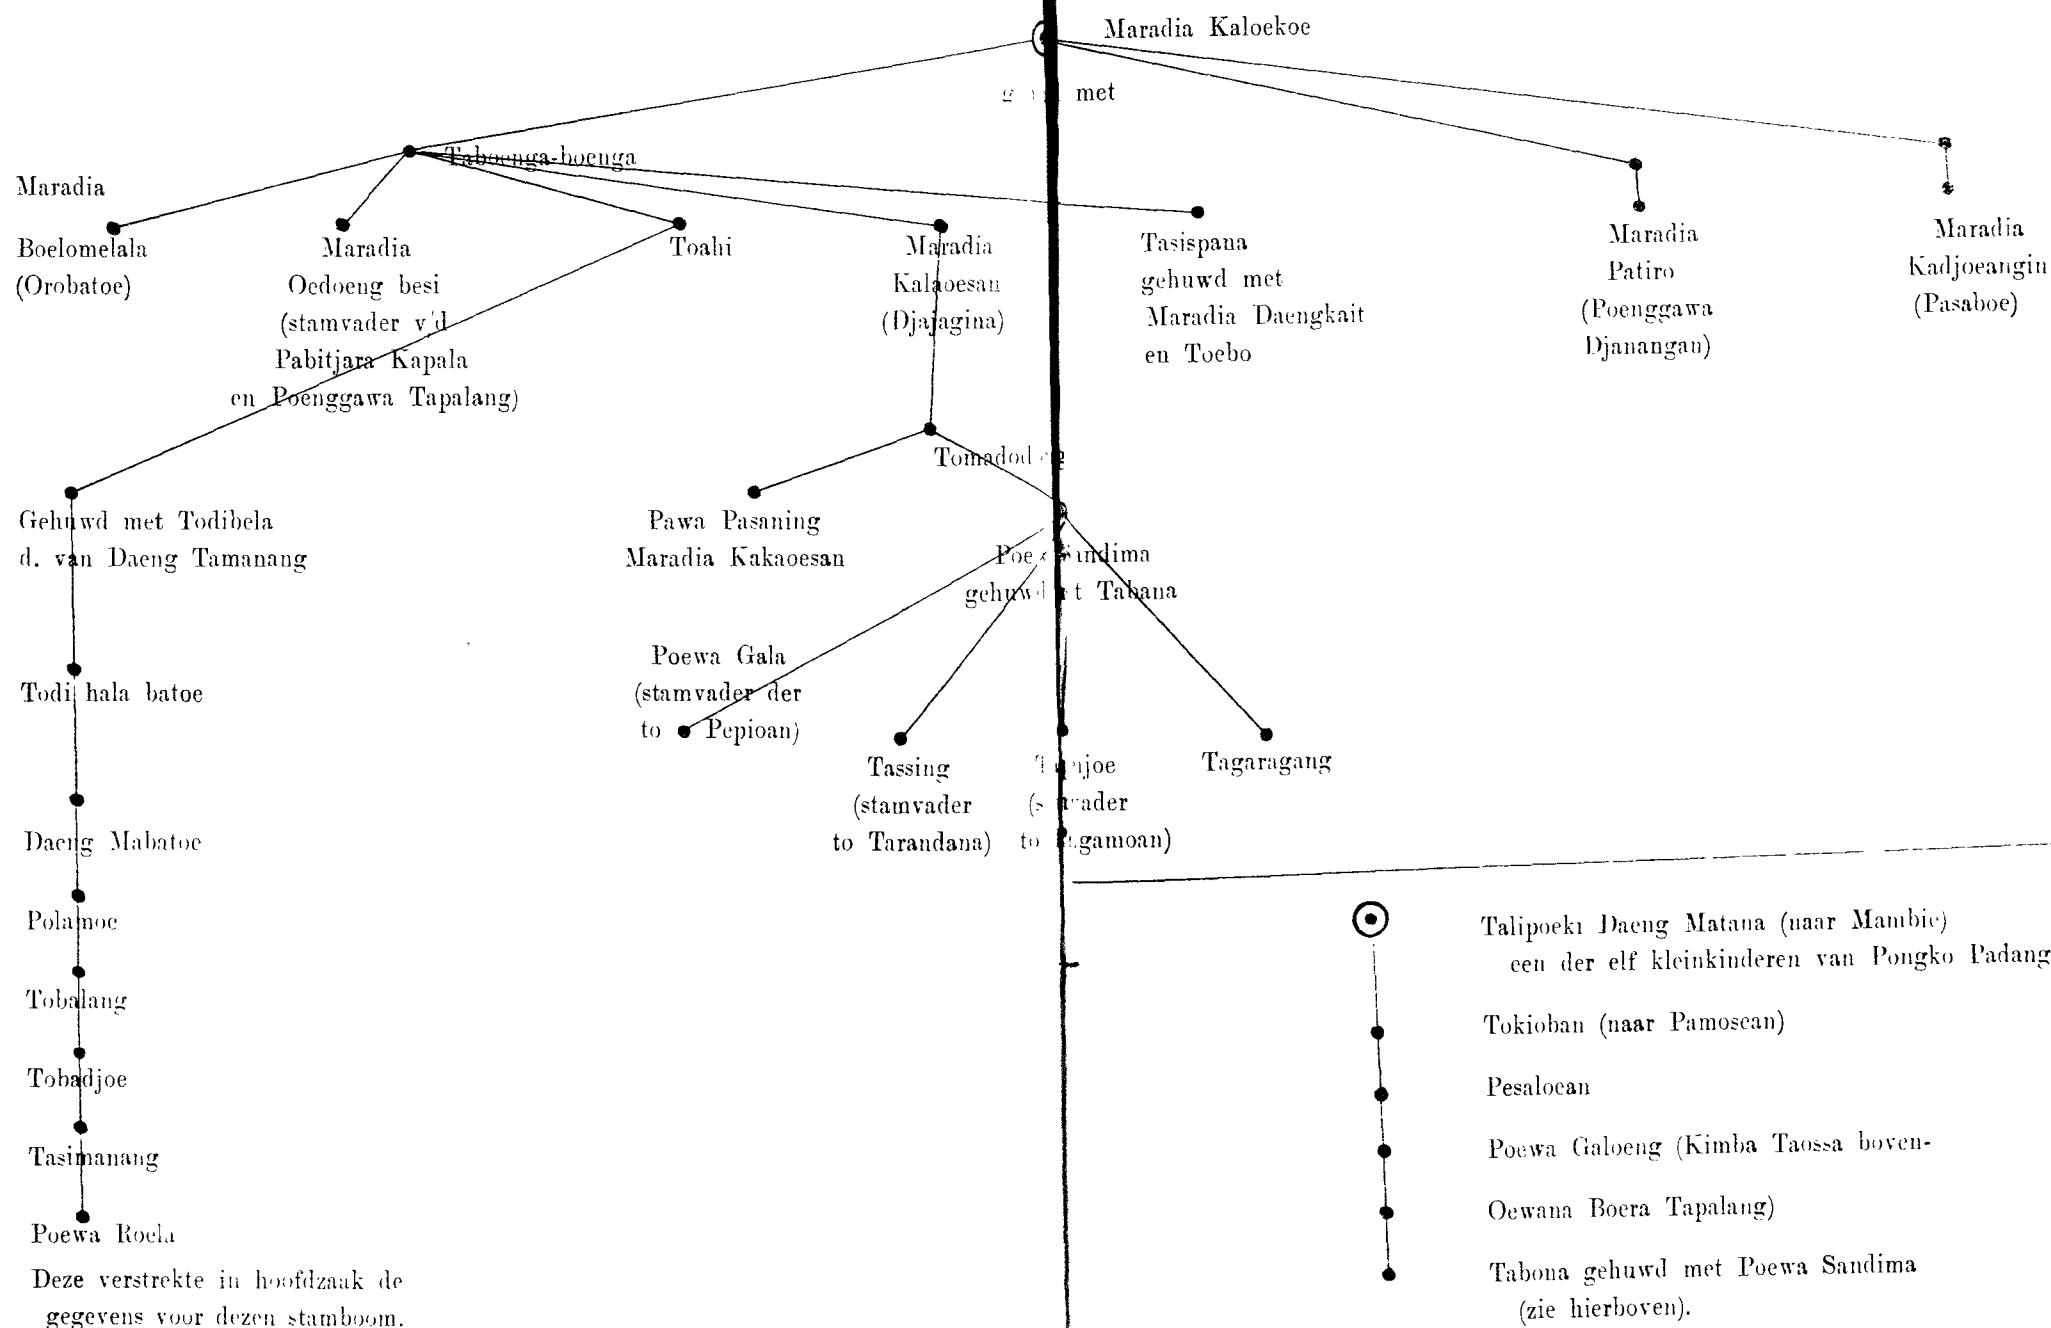 Maradia Kaloekoe
met
Taboenga-boenga
Maradia
Boelomelala
(Orobatoe)
Maradia
Oedoeng besi
(stamvader v'd
Pabitjara Kapala
en Poenggawa Tapalang)
Toahi
Maradia
Kalaoesan
(Djajagina)
Tasispana
gehuwd met
Maradia Daengkait
en Toebo
Maradia
Patiro
(Poenggawa
Djanangan)
Maradia
Kadjoeangin
(Pasaboe)
Gehuwd met Todibela
d. van Daeng Tamanang
Pawa Pasaning
Maradia Kakaoesan
Sandima
gehuwd Tabana
Poewa Gala
(stamvader der
to Pepioan)
Tassing
(stamvader
to Tarandana)
to
Tagaragang
Todi hala batoe
Daeng Mabatoe
Polamoe
Tobalang
Tobadjoe
Tasimanang
Poewa Roela
Deze verstrekte in hoofdzaak de
gegevens voor dezen stamboom.
Talipoeki Daeng Matana (naar Mambie)
een der elf kleinkinderen van Pongko Padang
Tokioban (naar Pamosean)
Pesaloean
Poewa Galoeng (Kimba Taossa boven-
Oewana Boera Tapalang)
Tabona gehuwd met Poewa Sandima
(zie hierboven).